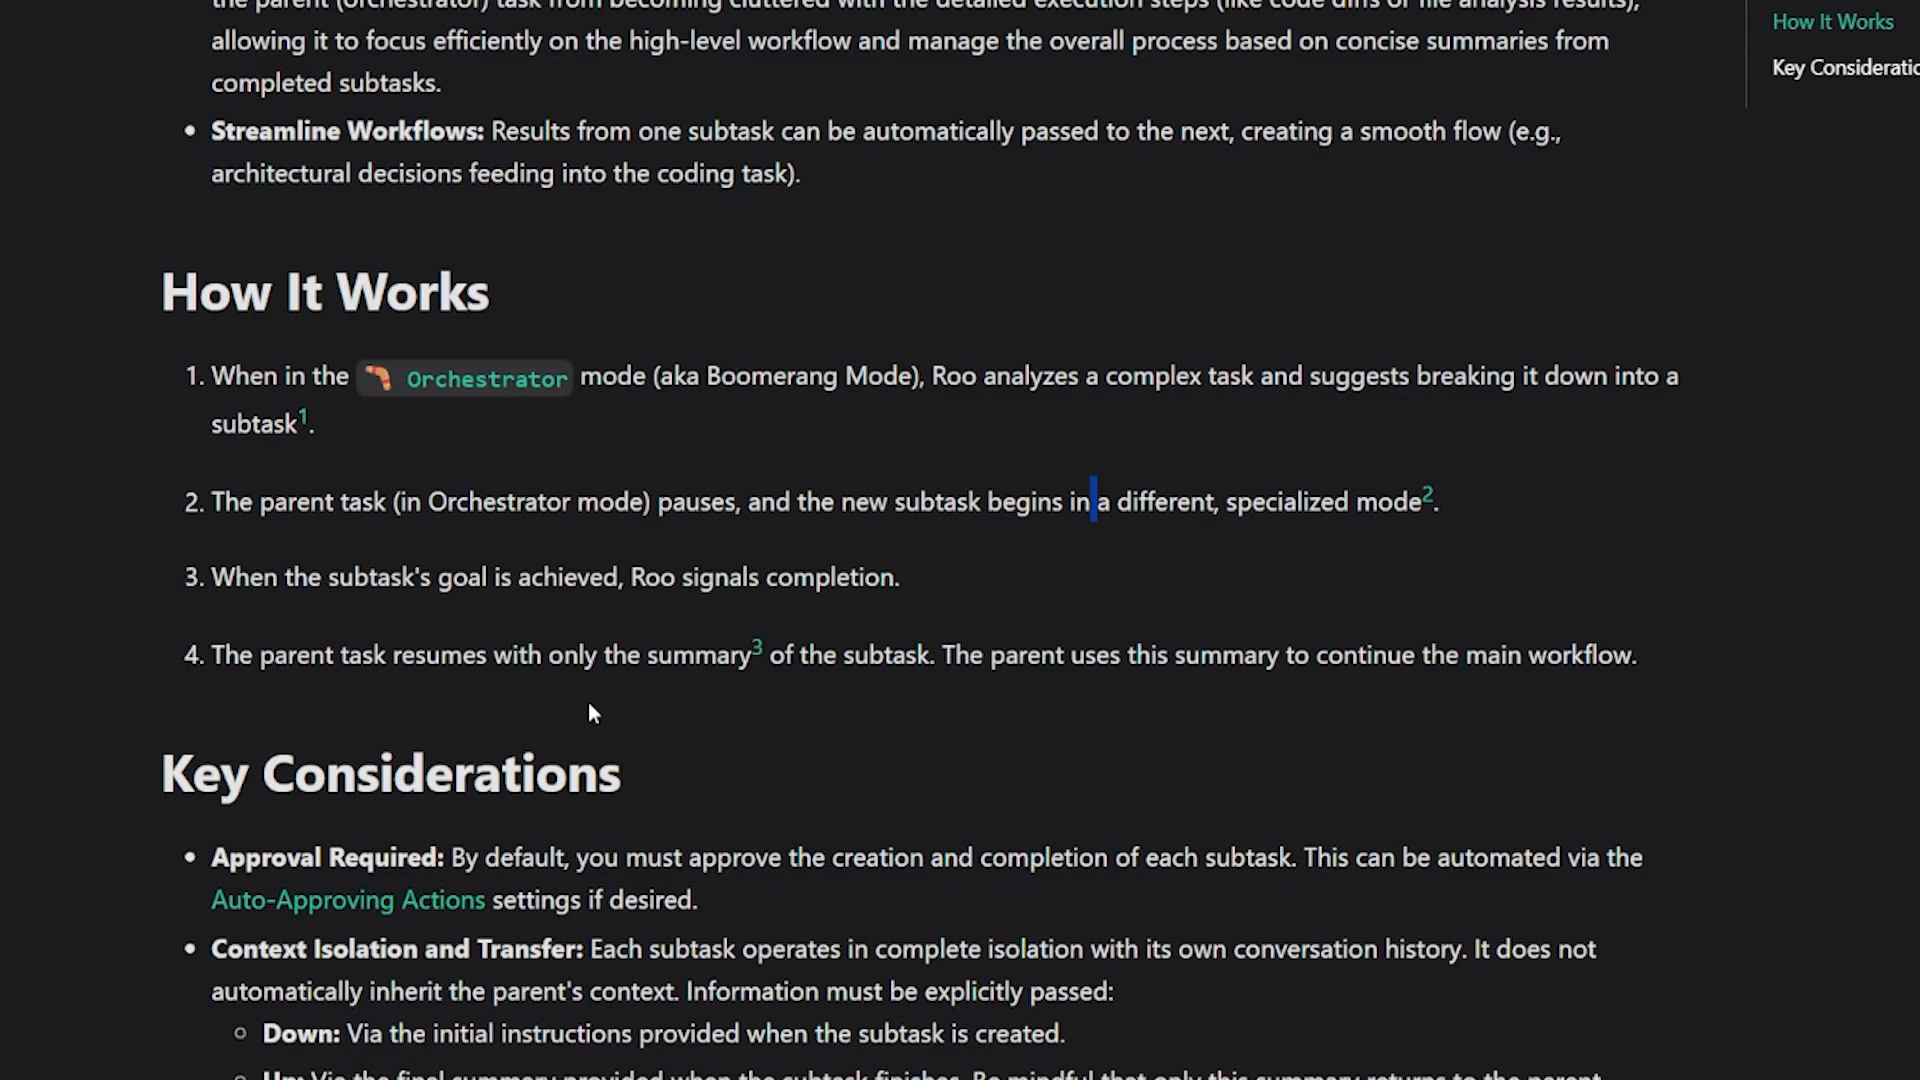 the parent (orchestrator) task from becoming cluttered with the detailed execution steps (like code diffs or file analysis results),
allowing it to focus efficiently on the high-level workflow and manage the overall process based on concise summaries from
completed subtasks.
Streamline Workflows: Results from one subtask can be automatically passed to the next, creating a smooth flow (e.g.,
architectural decisions feeding into the coding task).
How It Works
1. When in the Orchestrator mode (aka Boomerang Mode), Roo analyzes a complex task and suggests breaking it down into a
subtask1.
2. The parent task (in Orchestrator mode) pauses, and the new subtask begins in a different, specialized mode2.
3. When the subtask's goal is achieved, Roo signals completion.
4. The parent task resumes with only the summary3 of the subtask. The parent uses this summary to continue the main workflow.
Key Considerations
Approval Required: By default, you must approve the creation and completion of each subtask. This can be automated via the
Auto-Approving Actions settings if desired.
Context Isolation and Transfer: Each subtask operates in complete isolation with its own conversation history. It does not
automatically inherit the parent's context. Information must be explicitly passed:
Down: Via the initial instructions provided when the subtask is created.
Up: Via the final summary provided when the subtask finishes. Be mindful that only this summary returns to the parent.
How It Works
Key Consideratio